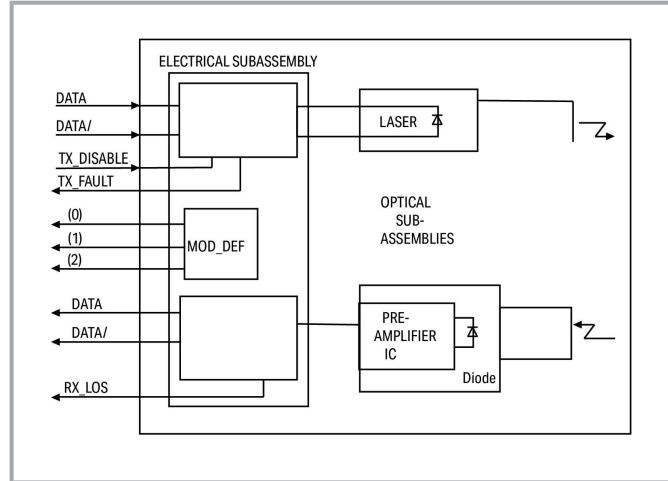 ELECTRICAL SUBASSEMBLY
DATA
DATA/
TX_DISABLE
TX_FAULT
LASER
(0)
(1)
(2)
MOD_DEF
OPTICAL
SUB-
ASSEMBLIES
DATA
DATA/
RX_LOS
PRE-
AMPLIFIER
IC
Diode